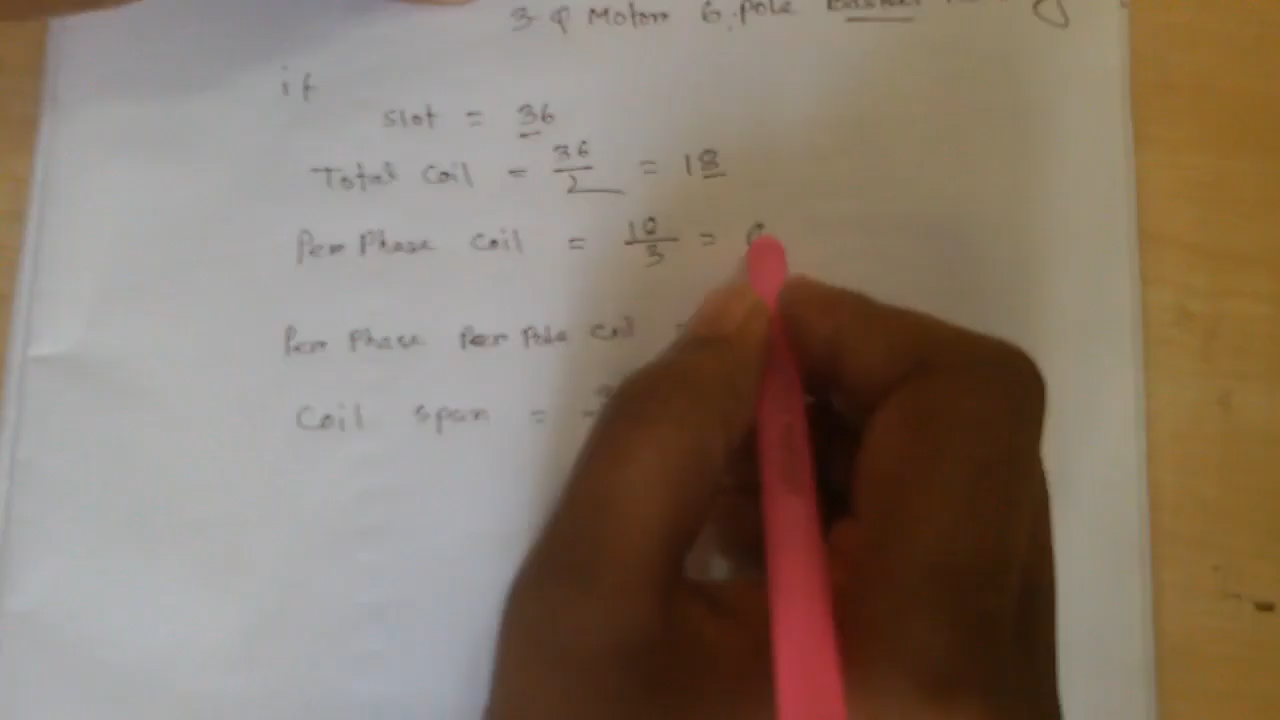 3 φ Motor 6 pole Basket
if
slot = 36
Total Coil = 36/2 = 18
Per Phase Coil = 18/3 =
Per Phase Per Pole Coil =
Coil span =